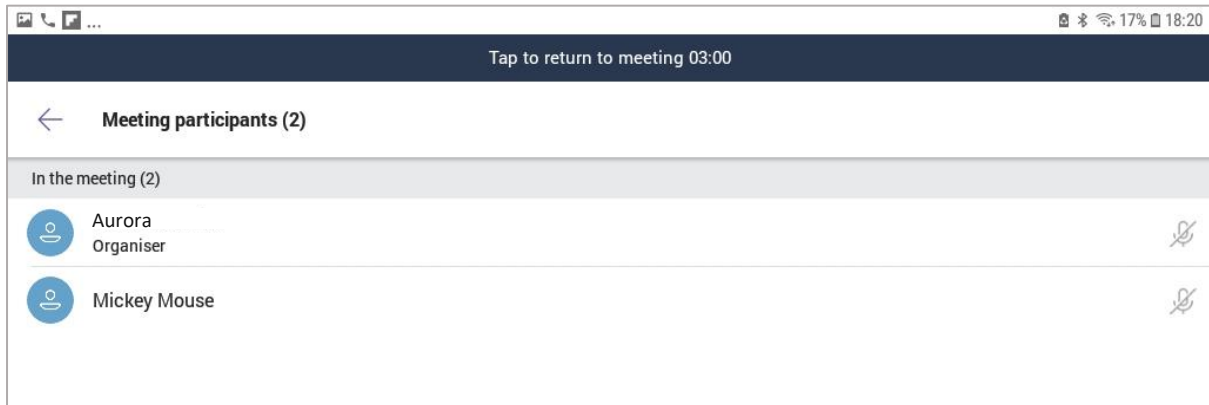 ... 17% 18:20
Tap to return to meeting 03:00
Meeting participants (2)
In the meeting (2)
Aurora
Organiser
Mickey Mouse